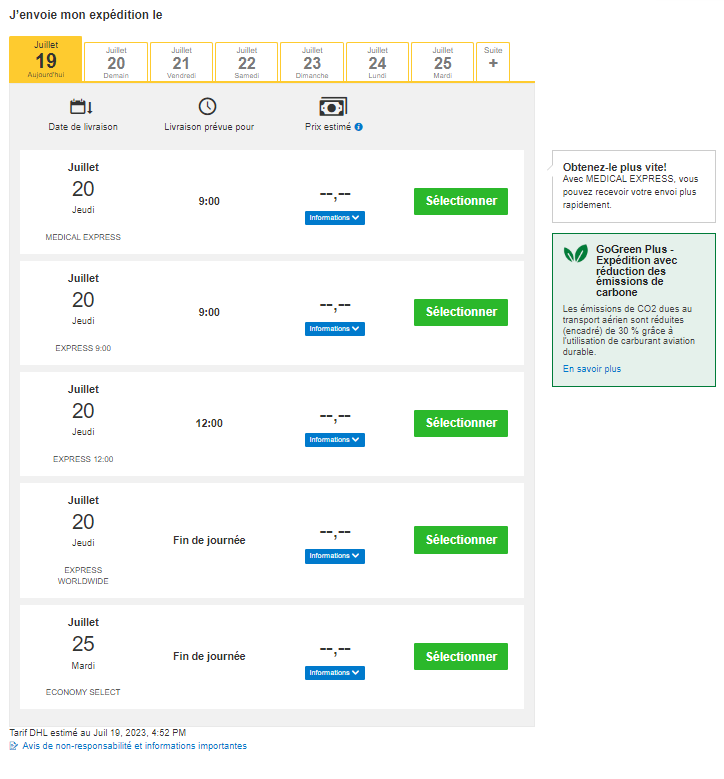 J'envoie mon expédition le
Juillet
19
Aujourd'hui
Juillet
20
Demain
Juillet
21
Vendredi
Juillet
22
Samedi
Juillet
23
Dimanche
Juillet
24
Lundi
Juillet
25
Mardi
Suite
+
Date de livraison
Livraison prévue pour
Prix estimé
Juillet
20
Jeudi
MEDICAL EXPRESS
9:00
--,--
Informations
Sélectionner
Juillet
20
Jeudi
EXPRESS 9:00
9:00
--,--
Informations
Sélectionner
Juillet
20
Jeudi
EXPRESS 12:00
12:00
--,--
Informations
Sélectionner
Juillet
20
Jeudi
EXPRESS
WORLDWIDE
Fin de journée
--,--
Informations
Sélectionner
Juillet
25
Mardi
ECONOMY SELECT
Fin de journée
--,--
Informations
Sélectionner
Obtenez-le plus vite!
Avec MEDICAL EXPRESS, vous
pouvez recevoir votre envoi plus
rapidement.
GoGreen Plus -
Expédition avec
réduction des
émissions de
carbone
Les émissions de CO2 dues au
transport aérien sont réduites
(encadré) de 30 % grâce à
l'utilisation de carburant aviation
durable.
En savoir plus
Tarif DHL estimé au Juil 19, 2023, 4:52 PM
Avis de non-responsabilité et informations importantes